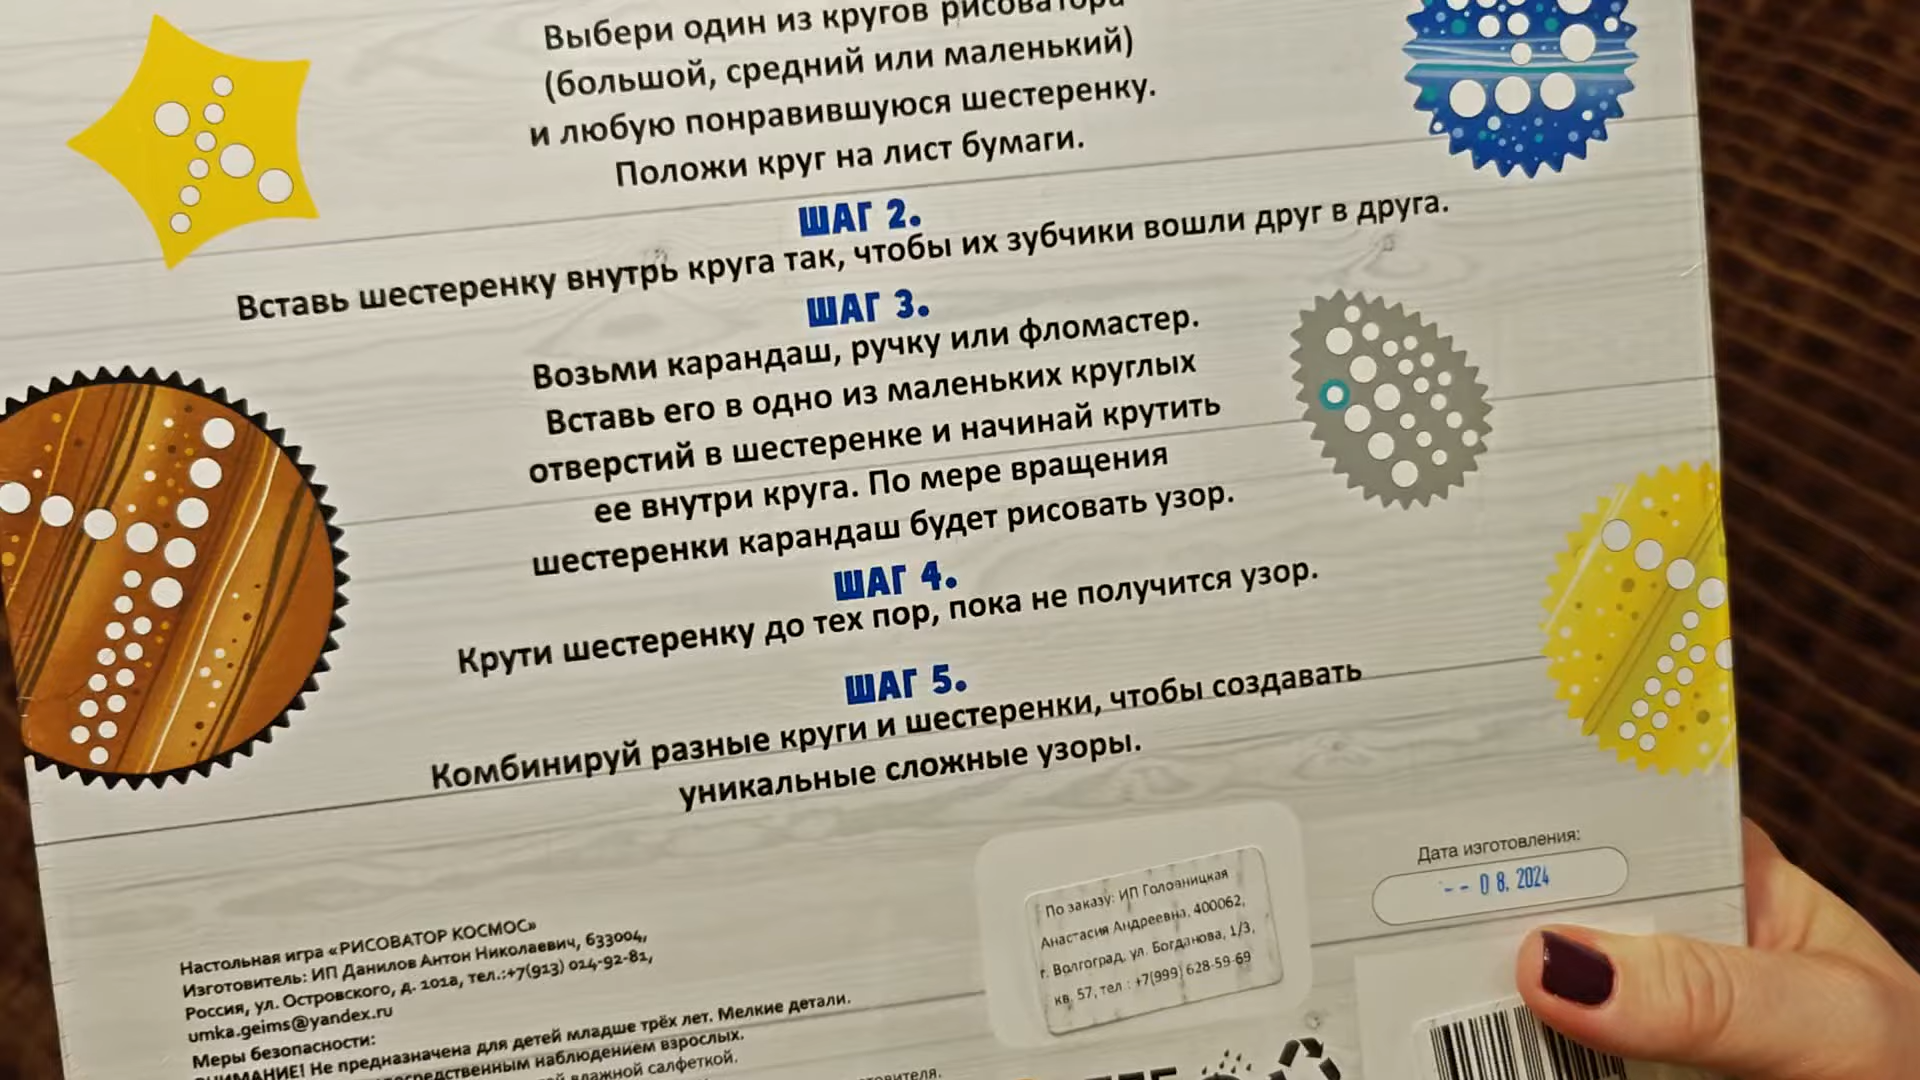 Выбери один из кругов рисоватора
(большой, средний или маленький)
и любую понравившуюся шестеренку.
Положи круг на лист бумаги.
ШАГ 2.
Вставь шестеренку внутрь круга так, чтобы их зубчики вошли друг в друга.
ШАГ 3.
Возьми карандаш, ручку или фломастер.
Вставь его в одно из маленьких круглых
отверстий в шестеренке и начинай крутить
ее внутри круга. По мере вращения
шестеренки карандаш будет рисовать узор.
ШАГ 4.
Крути шестеренку до тех пор, пока не получится узор.
ШАГ 5.
Комбинируй разные круги и шестеренки, чтобы создавать
уникальные сложные узоры.
Дата изготовления:
-- 08.2024
По заказу: ИП Головницкая
Анастасия Андреевна, 400062,
г. Волгоград, ул. Богданова, 1/3,
кв. 57, тел : +7(999) 628-59-69
Настольная игра «РИСОВАТОР КОСМОС»
Изготовитель: ИП Данилов Антон Николаевич, 633004,
Россия, ул. Островского, д. 101а, тел.:+7(913) 014-92-81,
umka.geims@yandex.ru
Меры безопасности:
ВНИМАНИЕ! Не предназначена для детей младше трёх лет. Мелкие детали.
наблюдением взрослых.
влажной салфеткой.